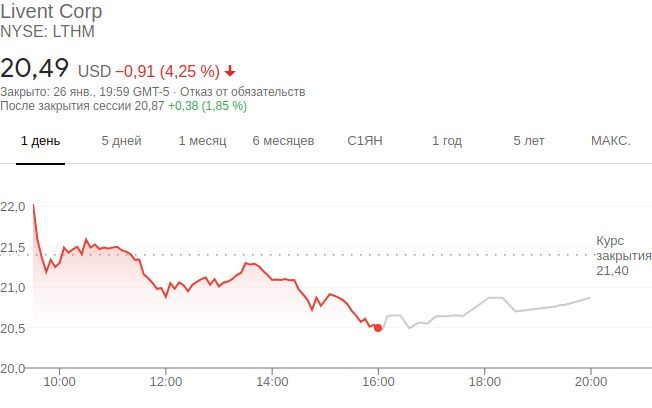 Livent Corp
NYSE: LTHM
20,49 USD −0,91 (4,25 %)
Закрыто: 26 янв., 19:59 GMT-5 · Отказ от обязательств
После закрытия сессии 20,87 +0,38 (1,85 %)
1 день 5 дней 1 месяц 6 месяцев С1ЯН 1 год 5 лет МАКС.
22,0
21,5
21,0
20,5
20,0
Курс
закрытия
21,40
10:00 12:00 14:00 16:00 18:00 20:00